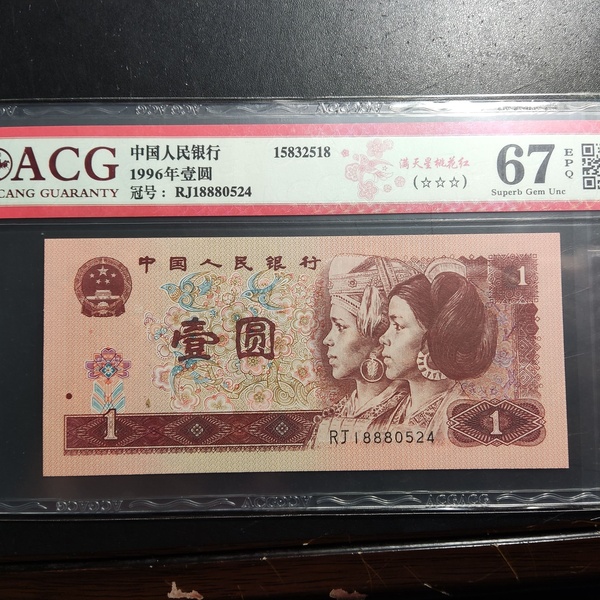 ACG
CANG GUARANTY
中国人民银行
1996年壹圆
冠号： RJ18880524
15832518
满天星桃花红
(☆☆☆)
67
EPQ
Superb Gem Unc
中国人民银行
1
壹圆
1
1
RJ18880524